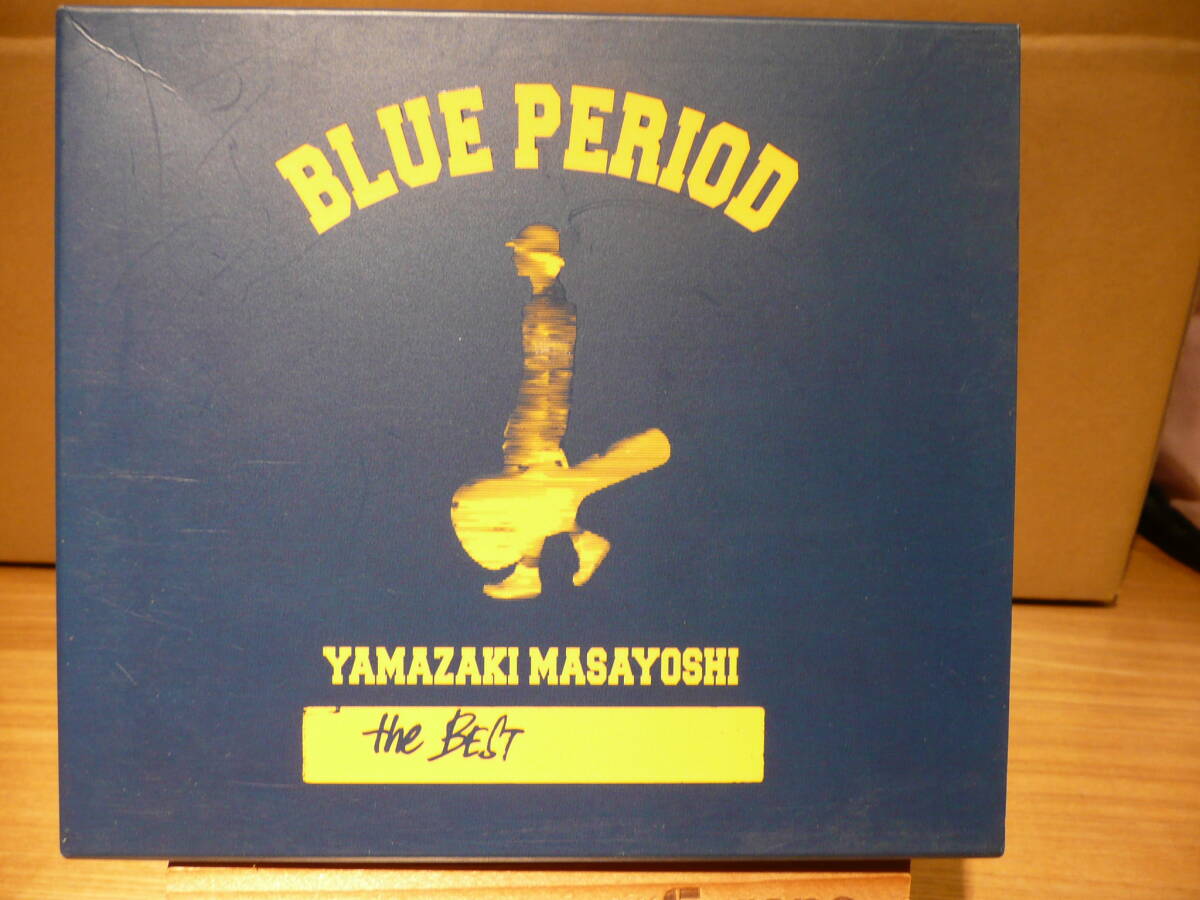 BLUE PERIOD
YAMAZAKI MASAYOSHI
the BEST